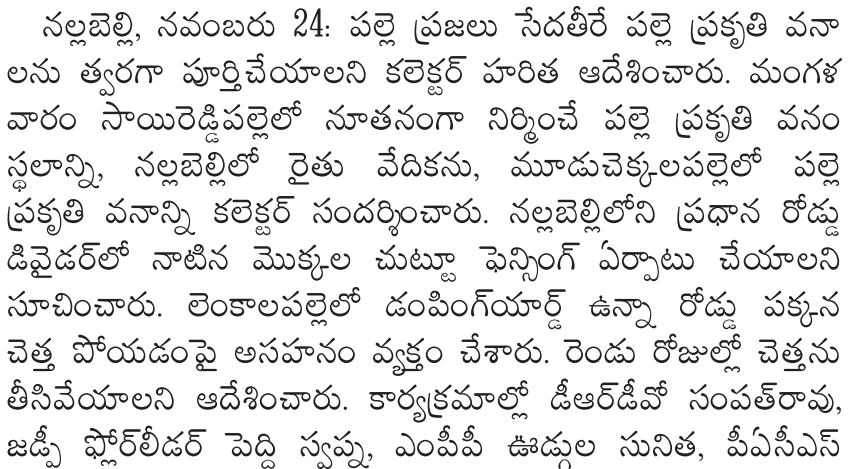 నల్లబెల్లి, నవంబరు 24: పల్లె ప్రజలు సేదతీరే పల్లె ప్రకృతి వనా
లను త్వరగా పూర్తిచేయాలని కలెక్టర్ హరిత ఆదేశించారు. మంగళ
వారం సాయిరెడ్డిపల్లెలో నూతనంగా నిర్మించే పల్లె ప్రకృతి వనం
స్థలాన్ని, నల్లబెల్లిలో రైతు వేదికను, మూడుచెక్కలపల్లెలో పల్లె
ప్రకృతి వనాన్ని కలెక్టర్ సందర్శించారు. నల్లబెల్లిలోని ప్రధాన రోడ్డు
డివైడర్‌లో నాటిన మొక్కల చుట్టూ ఫెన్సింగ్ ఏర్పాటు చేయాలని
సూచించారు. లెంకాలపల్లెలో డంపింగ్‌యార్డ్ ఉన్నా రోడ్డు పక్కన
చెత్త పోయడంపై అసహనం వ్యక్తం చేశారు. రెండు రోజుల్లో చెత్తను
తీసివేయాలని ఆదేశించారు. కార్యక్రమాల్లో డీఆర్‌డీవో సంపత్‌రావు,
జడ్పీ ఫ్లోర్‌లీడర్ పెద్ది స్వప్న, ఎంపీపీ ఊడ్గుల సునిత, పీఏసీఎస్